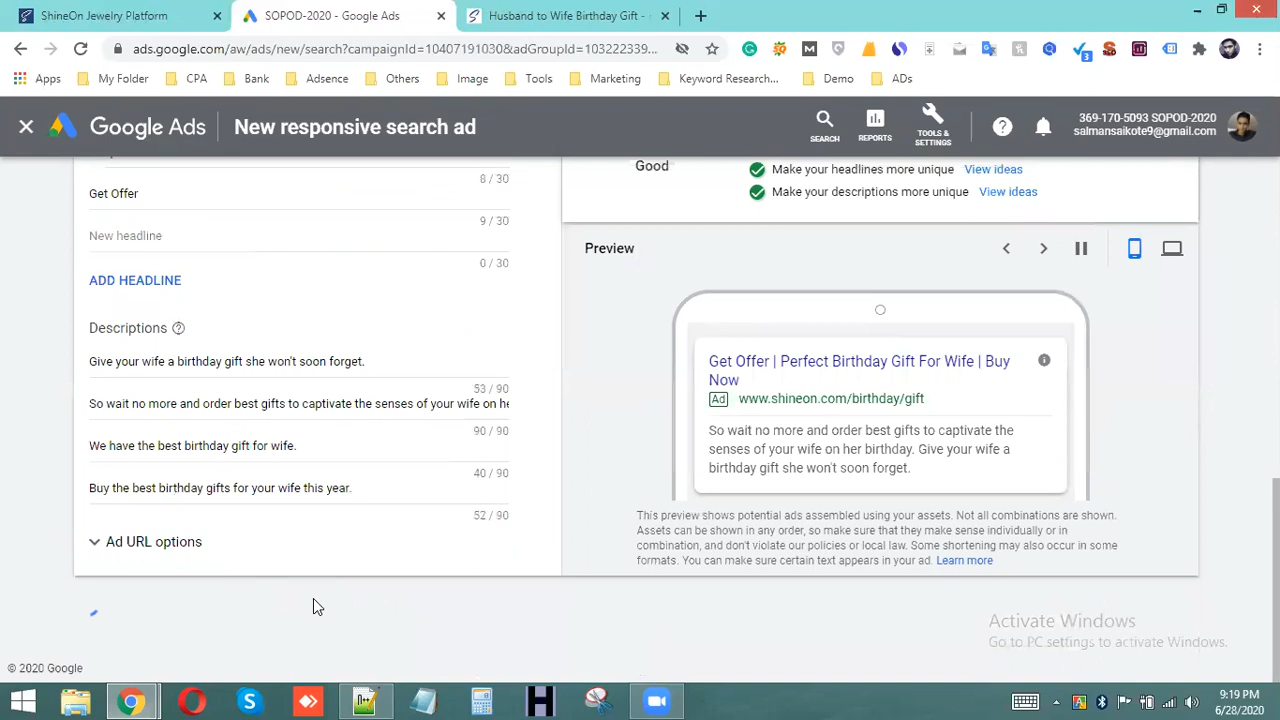 ShineOn Jewelry Platform
SOPOD-2020 - Google Ads
Husband to Wife Birthday Gift -
ads.google.com/aw/ads/new/search?campaignId=10407191030&adGroupId=103222339...
Apps
My Folder
CPA
Bank
Adsence
Others
Image
Tools
Marketing
Keyword Research...
Demo
ADs
Google Ads
New responsive search ad
SEARCH
REPORTS
TOOLS & SETTINGS
369-170-5093 SOPOD-2020
salmansaikote9@gmail.com
8 / 30
Get Offer
9 / 30
New headline
0 / 30
ADD HEADLINE
Descriptions
Give your wife a birthday gift she won't soon forget.
53 / 90
So wait no more and order best gifts to captivate the senses of your wife on he
90 / 90
We have the best birthday gift for wife.
40 / 90
Buy the best birthday gifts for your wife this year.
52 / 90
Ad URL options
Good
Make your headlines more unique View ideas
Make your descriptions more unique View ideas
Preview
Get Offer | Perfect Birthday Gift For Wife | Buy
Now
Ad www.shineon.com/birthday/gift
So wait no more and order best gifts to captivate the
senses of your wife on her birthday. Give your wife a
birthday gift she won't soon forget.
This preview shows potential ads assembled using your assets. Not all combinations are shown.
Assets can be shown in any order, so make sure that they make sense individually or in
combination, and don't violate our policies or local law. Some shortening may also occur in some
formats. You can make sure certain text appears in your ad. Learn more
Activate Windows
Go to PC settings to activate Windows.
© 2020 Google
9:19 PM
6/28/2020